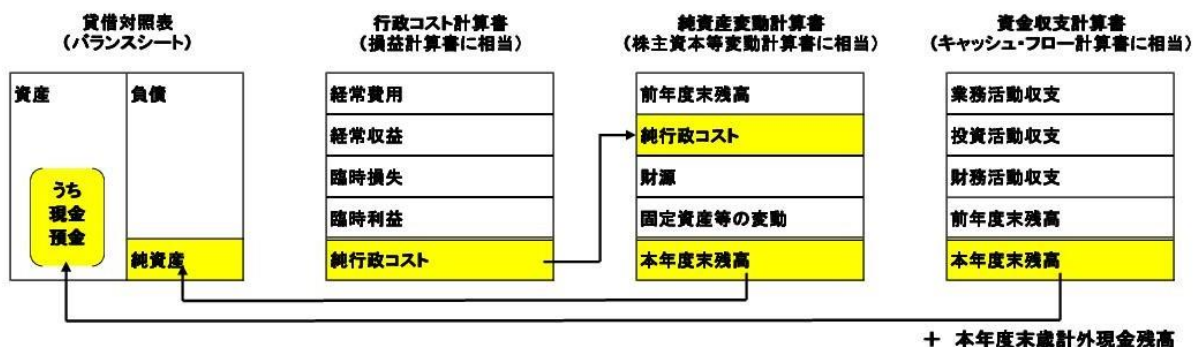 貸借対照表
(バランスシート)
資産
負債
うち
現金
預金
純資産
行政コスト計算書
(損益計算書に相当)
経常費用
経常収益
臨時損失
臨時利益
純行政コスト
純資産変動計算書
(株主資本等変動計算書に相当)
前年度末残高
純行政コスト
財源
固定資産等の変動
本年度末残高
資金収支計算書
(キャッシュ・フロー計算書に相当)
業務活動収支
投資活動収支
財務活動収支
前年度末残高
本年度末残高
+ 本年度末歳計外現金残高